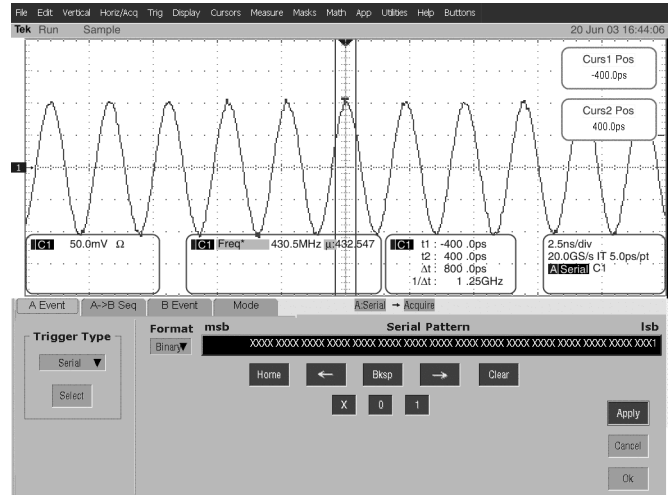 File Edit Vertical Horiz/Acq Trig Display Cursors Measure Masks Math App Utilities Help Buttons
Tek Run Sample 20 Jun 03 16:44:06
Curs1 Pos
-400.0ps
Curs2 Pos
400.0ps
1
C1 50.0mV Ω
C1 Freq* 430.5MHz µ:432.547
C1 t1: -400.0ps
t2: 400.0ps
Δt: 800.0ps
1/Δt: 1.25GHz
2.5ns/div
20.0GS/s IT 5.0ps/pt
A Serial C1
A Event A->B Seq B Event Mode A:Serial → Acquire
Trigger Type
Serial
Select
Format msb Serial Pattern lsb
Binary XXXX XXXX XXXX XXXX XXXX XXXX XXXX XXXX XXXX XXXX XXXX XXXX XXXX XXXX XXXX XXX1
Home ← Bksp → Clear
X 0 1
Apply
Cancel
Ok